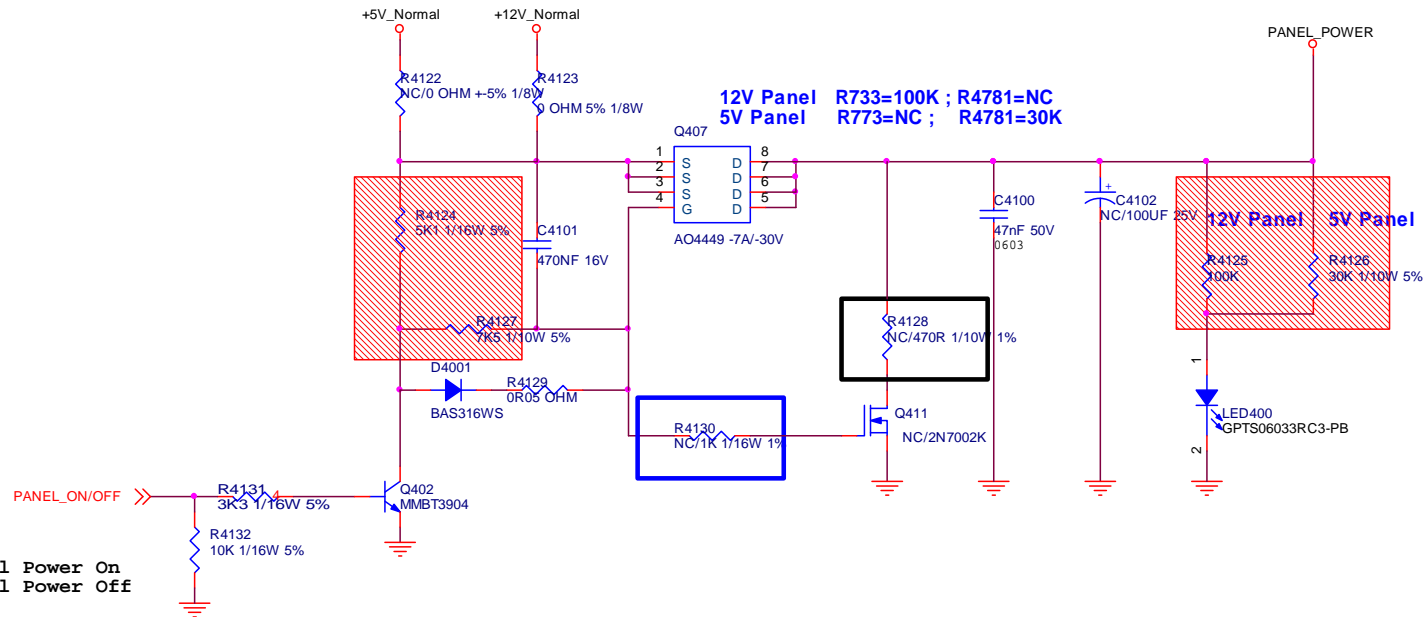 +5V_Normal
+12V_Normal
PANEL_POWER
R4122
NC/0 OHM +-5% 1/8W
R4123
0 OHM 5% 1/8W
12V Panel R733=100K ; R4781=NC
5V Panel R773=NC ; R4781=30K
Q407
1
2
3
4
S
S
S
G
D
D
D
D
8
7
6
5
AO4449 -7A/-30V
R4124
5K1 1/16W 5%
C4101
470NF 16V
C4100
47nF 50V
0603
C4102
NC/100UF 25V
+
12V Panel 5V Panel
R4125
100K
R4126
30K 1/10W 5%
R4127
7K5 1/10W 5%
R4128
NC/470R 1/10W 1%
D4001
BAS316WS
R4129
0R05 OHM
R4130
NC/1K 1/16W 1%
Q411
NC/2N7002K
1
LED400
GPTS06033RC3-PB
2
PANEL_ON/OFF
R4131
4
3K3 1/16W 5%
Q402
MMBT3904
R4132
10K 1/16W 5%
l Power On
l Power Off